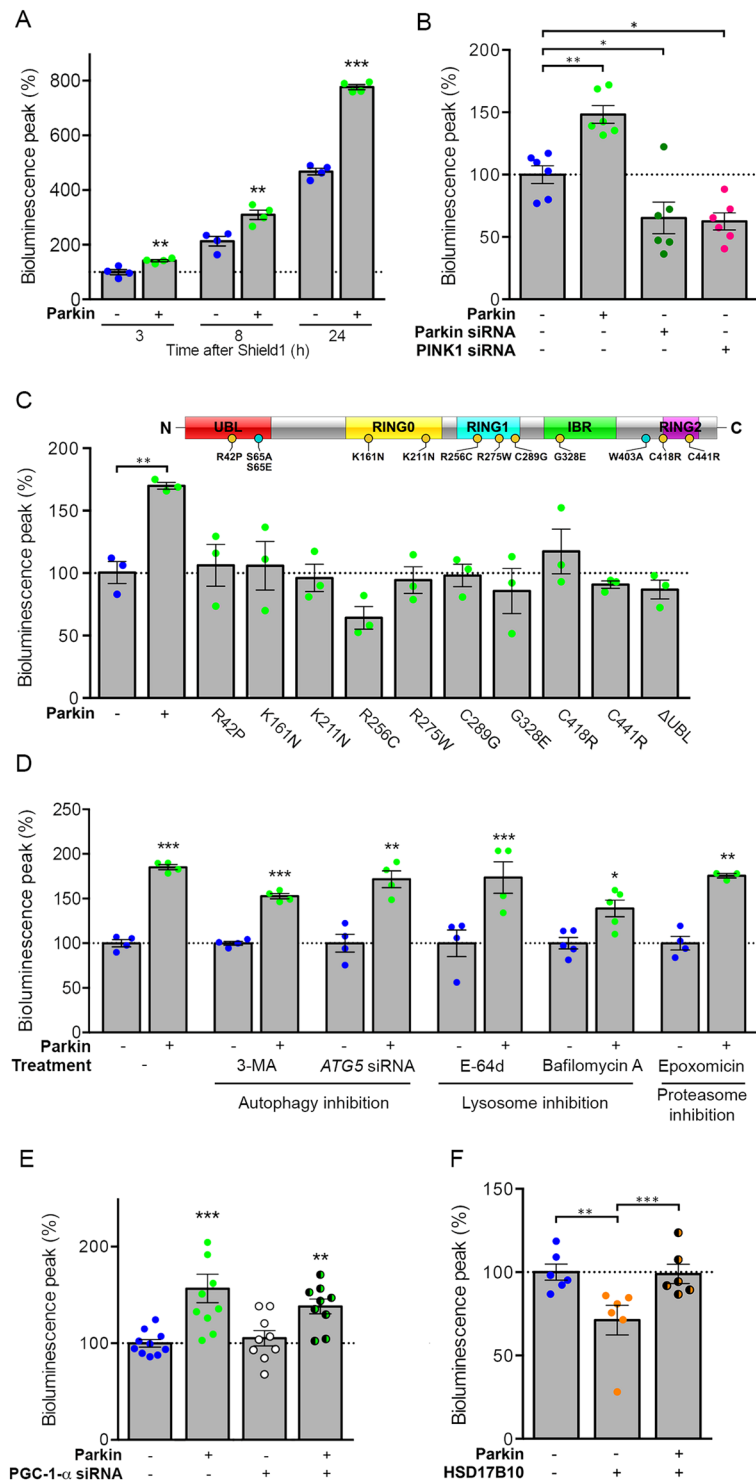 A
Bioluminescence peak (%)
800
600
400
200
0
** ** ***
Parkin - + - + - +
3 8 24
Time after Shield1 (h)
B
Bioluminescence peak (%)
200
150
100
50
0
*
*
**
Parkin - + - -
Parkin siRNA - - + -
PINK1 siRNA - - - +
C
N UBL RING0 RING1 IBR RING2 C
R42P S65A K161N K211N R256C R275W C289G G328E W403A C418R C441R
S65E
Bioluminescence peak (%)
200
150
100
50
0
**
Parkin - + R42P K161N K211N R256C R275W C289G G328E C418R C441R ΔUBL
D
Bioluminescence peak (%)
250
200
150
100
50
0
*** *** ** *** * **
Parkin - + - + - + - + - + - +
Treatment - 3-MA ATG5 siRNA E-64d Bafilomycin A Epoxomicin
Autophagy inhibition Lysosome inhibition Proteasome
inhibition
E
Bioluminescence peak (%)
200
150
100
50
0
*** **
Parkin - + - +
PGC-1-α siRNA - - + +
F
Bioluminescence peak (%)
150
100
50
0
** ***
Parkin - - +
HSD17B10 - + +